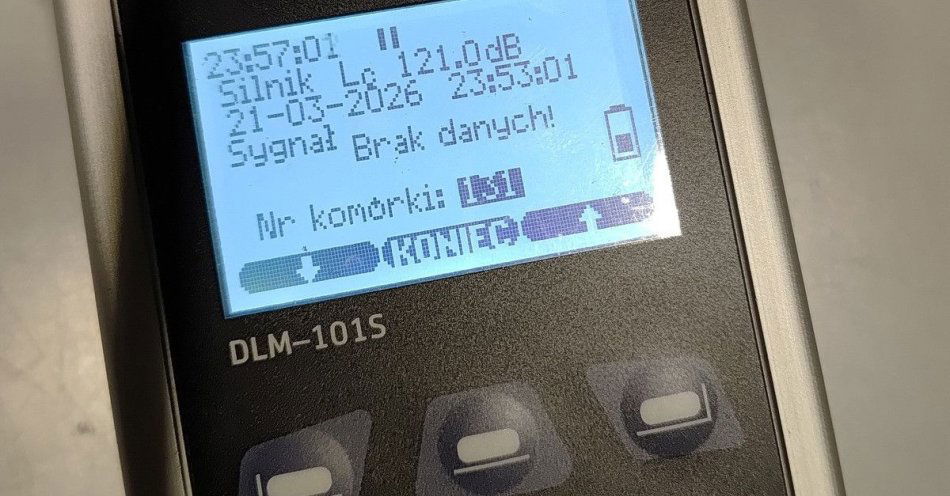 23:57:01
Silnik Lc 121.0dB
21-03-2026 23:53:01
Sygnał Brak danych!
Nr komórki:
KONIEC
DLM-101S